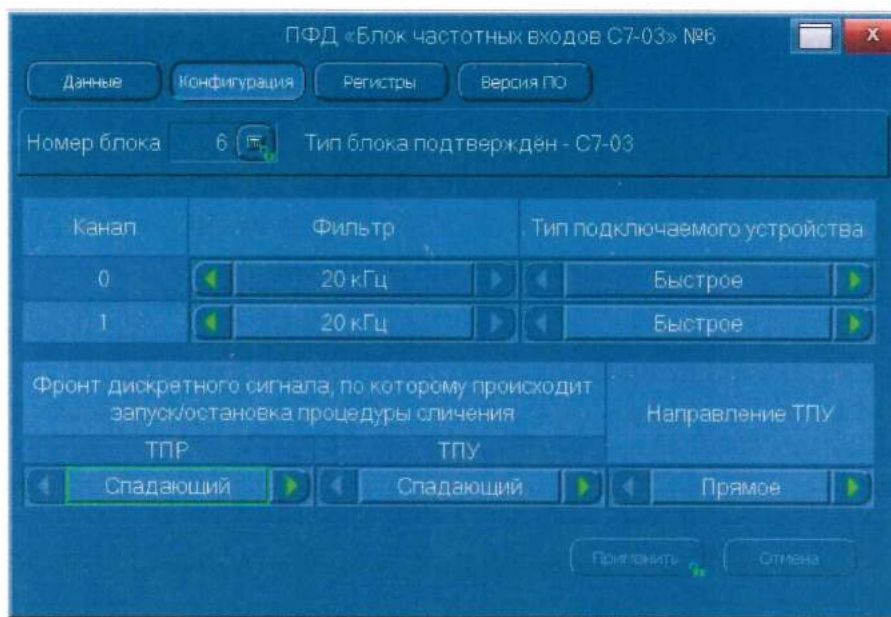 ПФД «Блок частотных входов С7-03» №6
X
Данные Конфигурация Регистры Версия ПО
Номер блока 6 Тип блока подтверждён - С7-03
Канал Фильтр Тип подключаемого устройства
0 20 кГц Быстрое
1 20 кГц Быстрое
Фронт дискретного сигнала, по которому происходит
запуск/остановка процедуры сличения
Направление ТПУ
ТПР ТПУ
Спадающий Спадающий Прямое
Применить Отмена